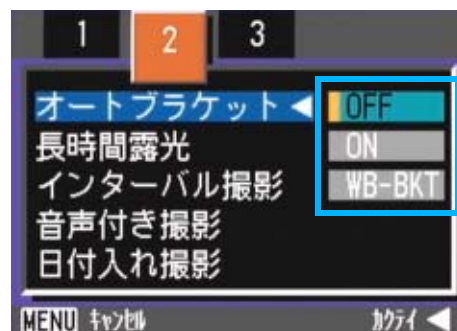 1 2 3
オートブラケット◀ OFF
長時間露光 ON
インターバル撮影 WB-BKT
音声付き撮影
日付入れ撮影
MENU ｷｬﾝｾﾙ ｶｸﾃｲ ◀